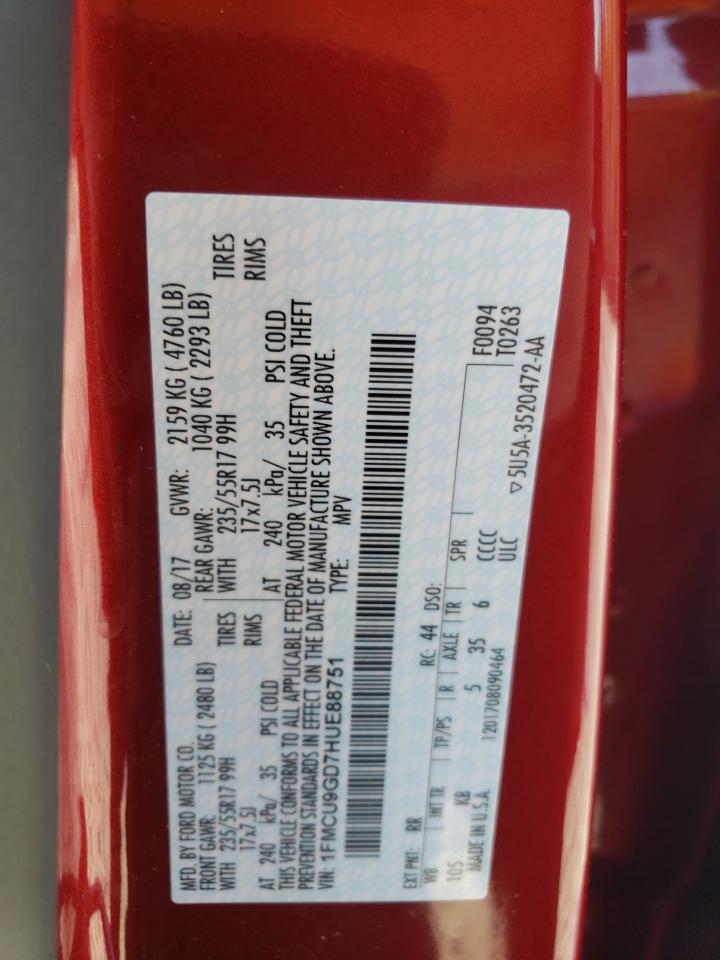 MFD. BY FORD MOTOR CO.
DATE: 08/17 GVWR: 2159 KG ( 4760 LB)
FRONT GAWR: 1125 KG ( 2480 LB)
REAR GAWR: 1040 KG ( 2293 LB)
WITH 235/55R17 99H TIRES
WITH 235/55R17 99H TIRES
17x7.5J RIMS
17x7.5J RIMS
AT 240 kPa/ 35 PSI COLD
AT 240 kPa/ 35 PSI COLD
THIS VEHICLE CONFORMS TO ALL APPLICABLE FEDERAL MOTOR VEHICLE SAFETY AND THEFT
PREVENTION STANDARDS IN EFFECT ON THE DATE OF MANUFACTURE SHOWN ABOVE.
VIN: 1FMCU9GD7HUE88751
TYPE: MPV
EXT PNT: RR RC: 44 DSO: F0094
WB INT TR TP/PS R AXLE TR SPR T0263
105 KB 5 35 6 CCCC
MADE IN U.S.A. 1201708090464 ULC
▽ 5U5A-3520472-AA